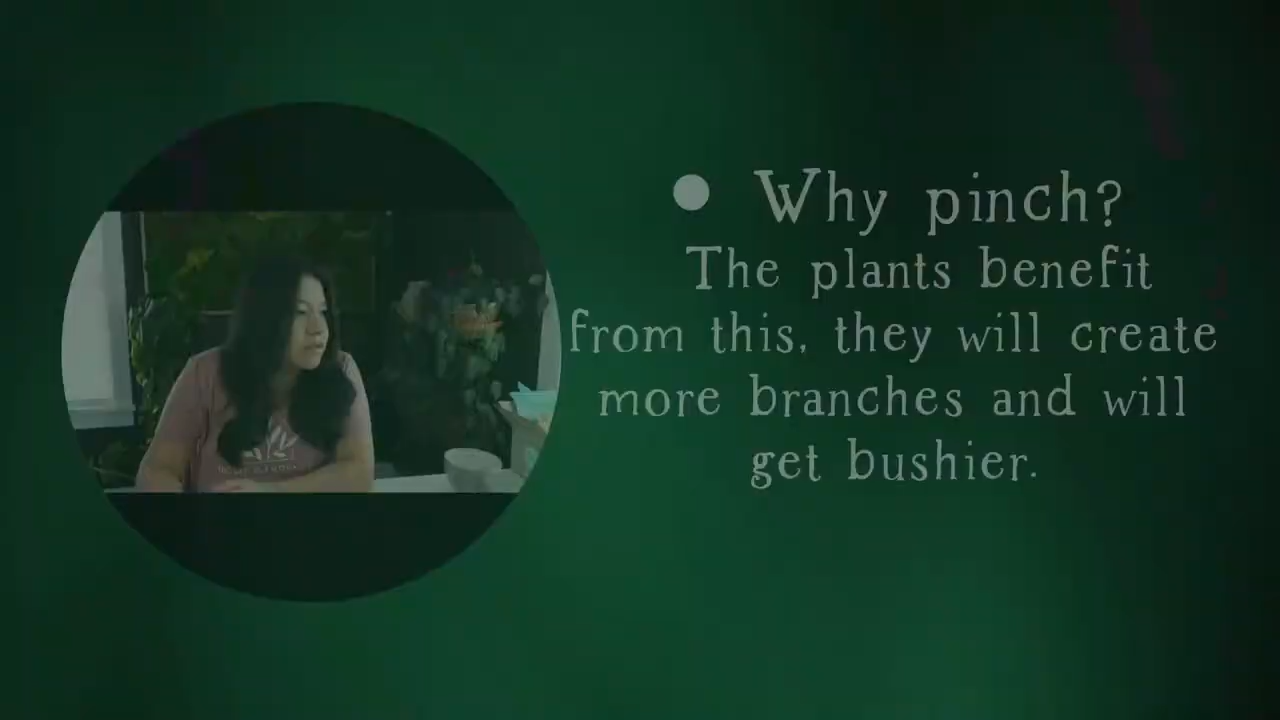 • Why pinch?
The plants benefit
from this, they will create
more branches and will
get bushier.